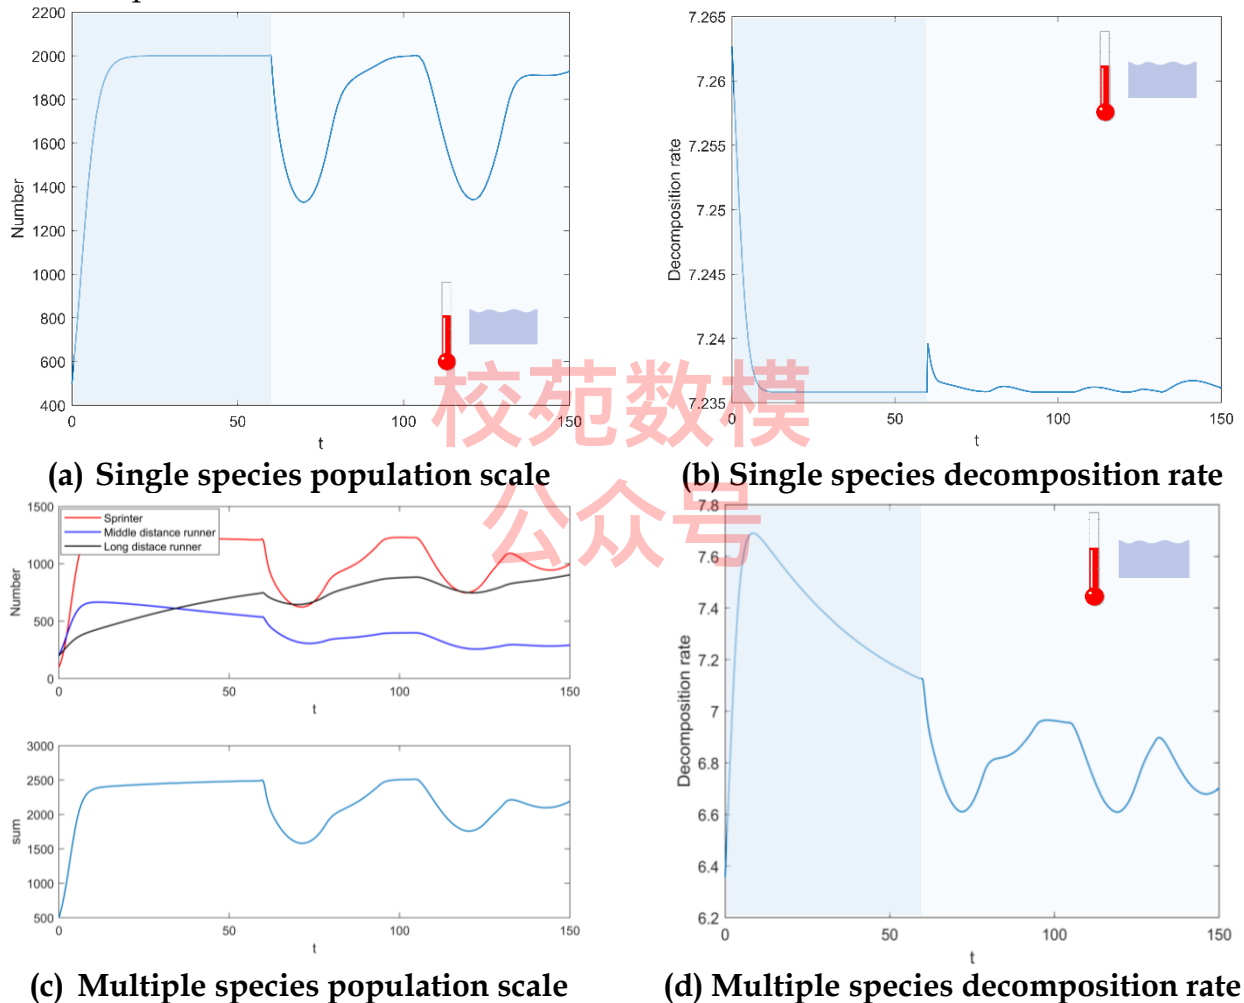 2200
2000
1800
1600
1400
1200
1000
800
600
400
Number
0
50
100
150
t
(a) Single species population scale
7.265
7.26
7.255
7.25
7.245
7.24
7.235
Decomposition rate
0
50
100
150
t
(b) Single species decomposition rate
校苑数模
公众号
1500
1000
500
0
Number
Sprinter
Middle distance runner
Long distace runner
0
50
100
150
t
3000
2500
2000
1500
1000
500
sum
0
50
100
150
t
(c) Multiple species population scale
7.8
7.6
7.4
7.2
7
6.8
6.6
6.4
6.2
Decomposition rate
0
50
100
150
t
(d) Multiple species decomposition rate